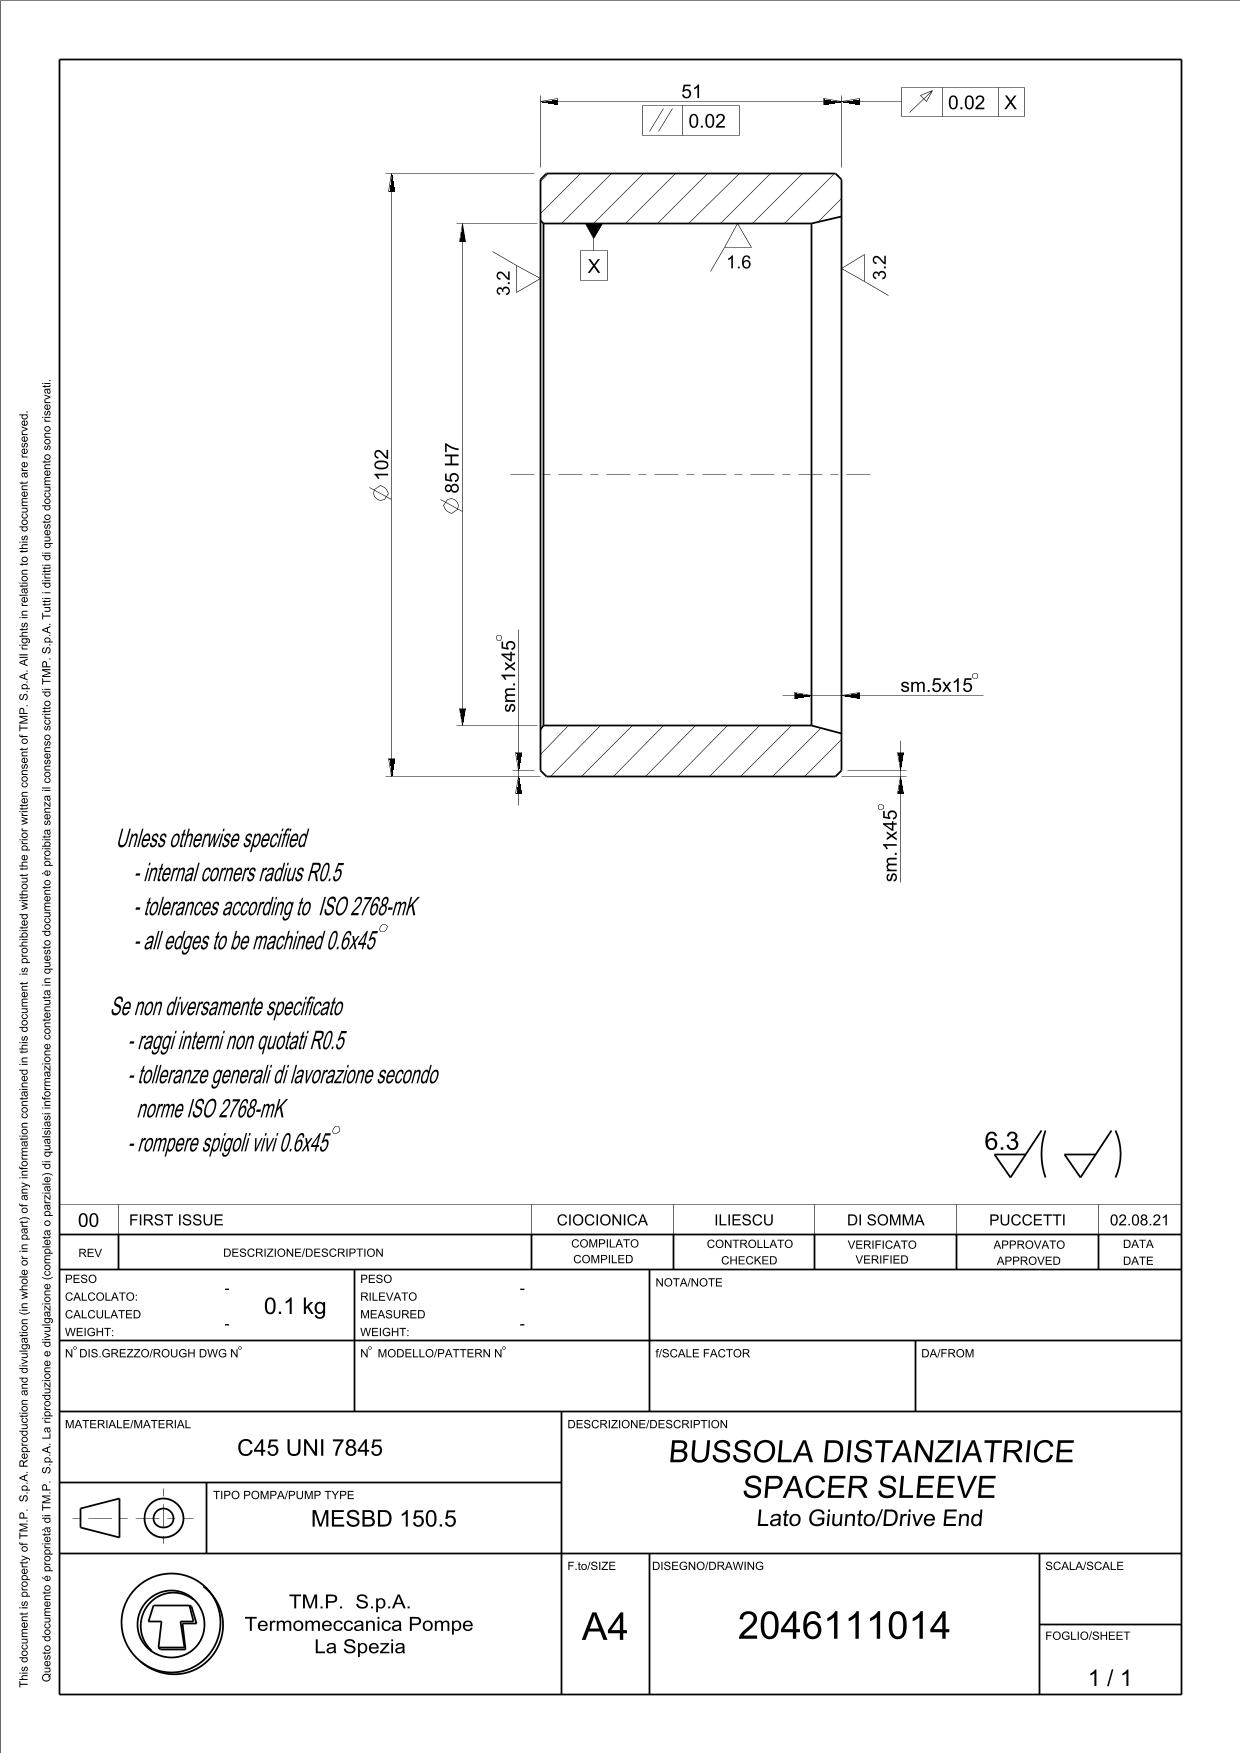 51
// 0.02
0.02 X
X
1.6
3.2
3.2
⌀ 102
⌀ 85 H7
sm.1x45°
sm.5x15°
sm.1x45°
Unless otherwise specified
- internal corners radius R0.5
- tolerances according to ISO 2768-mK
- all edges to be machined 0.6x45°
Se non diversamente specificato
- raggi interni non quotati R0.5
- tolleranze generali di lavorazione secondo
norme ISO 2768-mK
- rompere spigoli vivi 0.6x45°
6.3 ( )
This document is property of TM.P. S.p.A. Reproduction and divulgation (in whole or in part) of any information contained in this document is prohibited without the prior written consent of TMP. S.p.A. All rights in relation to this document are reserved.
Questo documento è proprietà di TM.P. S.p.A. La riproduzione e divulgazione (completa o parziale) di qualsiasi informazione contenuta in questo documento è proibita senza il consenso scritto di TMP. S.p.A. Tutti i diritti di questo documento sono riservati.
00 FIRST ISSUE CIOCIONICA ILIESCU DI SOMMA PUCCETTI 02.08.21
REV DESCRIZIONE/DESCRIPTION
COMPILATO CONTROLLATO VERIFICATO APPROVATO DATA
COMPILED CHECKED VERIFIED APPROVED DATE
PESO
CALCOLATO: -
CALCULATED 0.1 kg
WEIGHT: -
PESO
RILEVATO -
MEASURED
WEIGHT: -
NOTA/NOTE
N° DIS.GREZZO/ROUGH DWG N°
N° MODELLO/PATTERN N°
f/SCALE FACTOR
DA/FROM
MATERIALE/MATERIAL
C45 UNI 7845
DESCRIZIONE/DESCRIPTION
BUSSOLA DISTANZIATRICE
SPACER SLEEVE
Lato Giunto/Drive End
TIPO POMPA/PUMP TYPE
MESBD 150.5
TM.P. S.p.A.
Termomeccanica Pompe
La Spezia
F.to/SIZE
A4
DISEGNO/DRAWING
2046111014
SCALA/SCALE
FOGLIO/SHEET
1 / 1